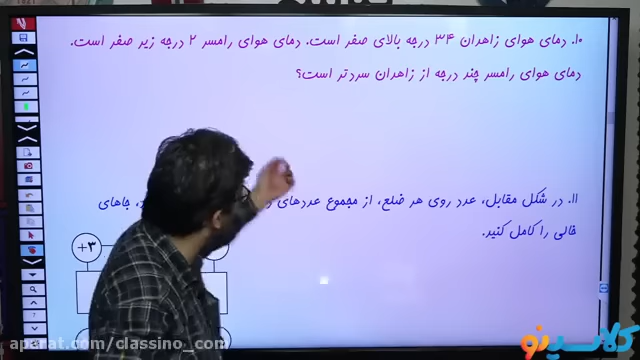 ۱۰. دمای هوای زاهدان ۳۴ درجه بالای صفر است. دمای هوای رامسر ۲ درجه زیر صفر است.
دمای هوای رامسر چند درجه از زاهدان سردتر است؟
۱۱. در شکل مقابل، عدد روی هر ضلع، از مجموع عددهای جاهای
خالی را کامل کنید.
+۳
aparat.com/classino_com
کلاسینو